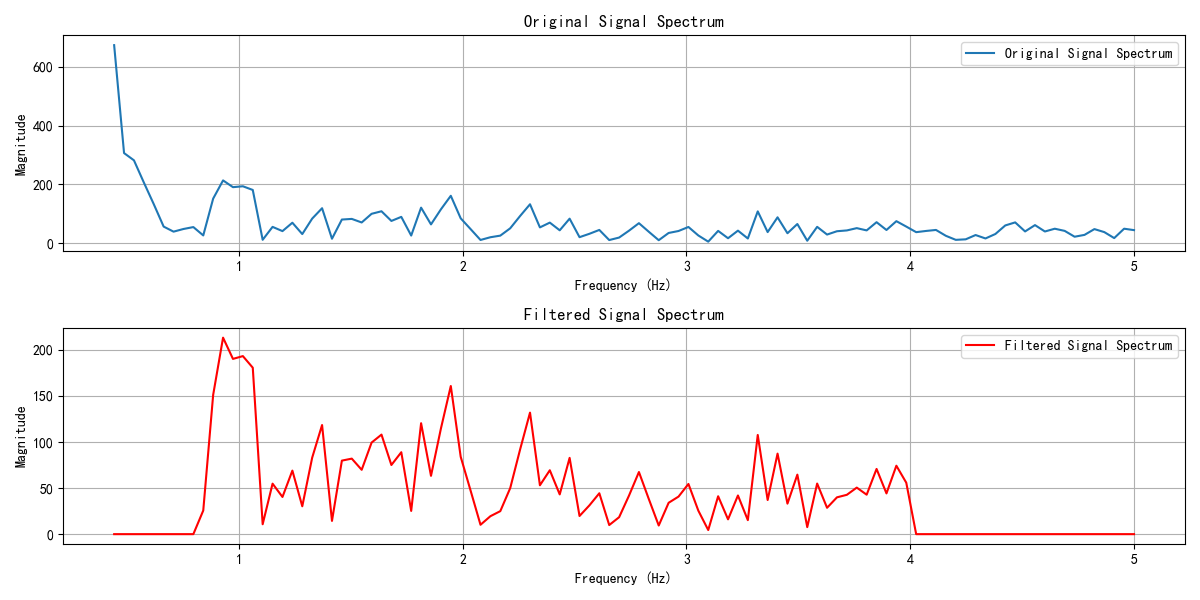 Original Signal Spectrum
Original Signal Spectrum
Magnitude
600
400
200
0
1 2 3 4 5
Frequency (Hz)
Filtered Signal Spectrum
Filtered Signal Spectrum
Magnitude
200
150
100
50
0
1 2 3 4 5
Frequency (Hz)